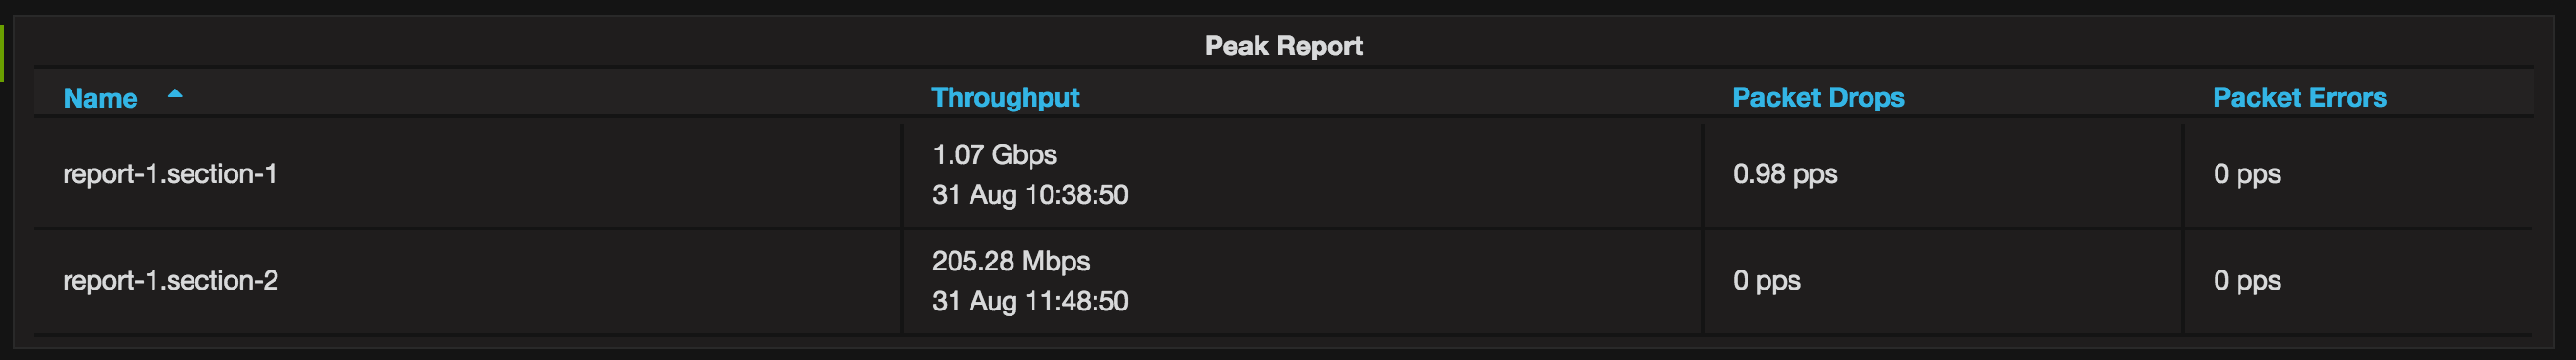 Peak Report
Name Throughput Packet Drops Packet Errors
report-1.section-1 1.07 Gbps 31 Aug 10:38:50 0.98 pps 0 pps
report-1.section-2 205.28 Mbps 31 Aug 11:48:50 0 pps 0 pps